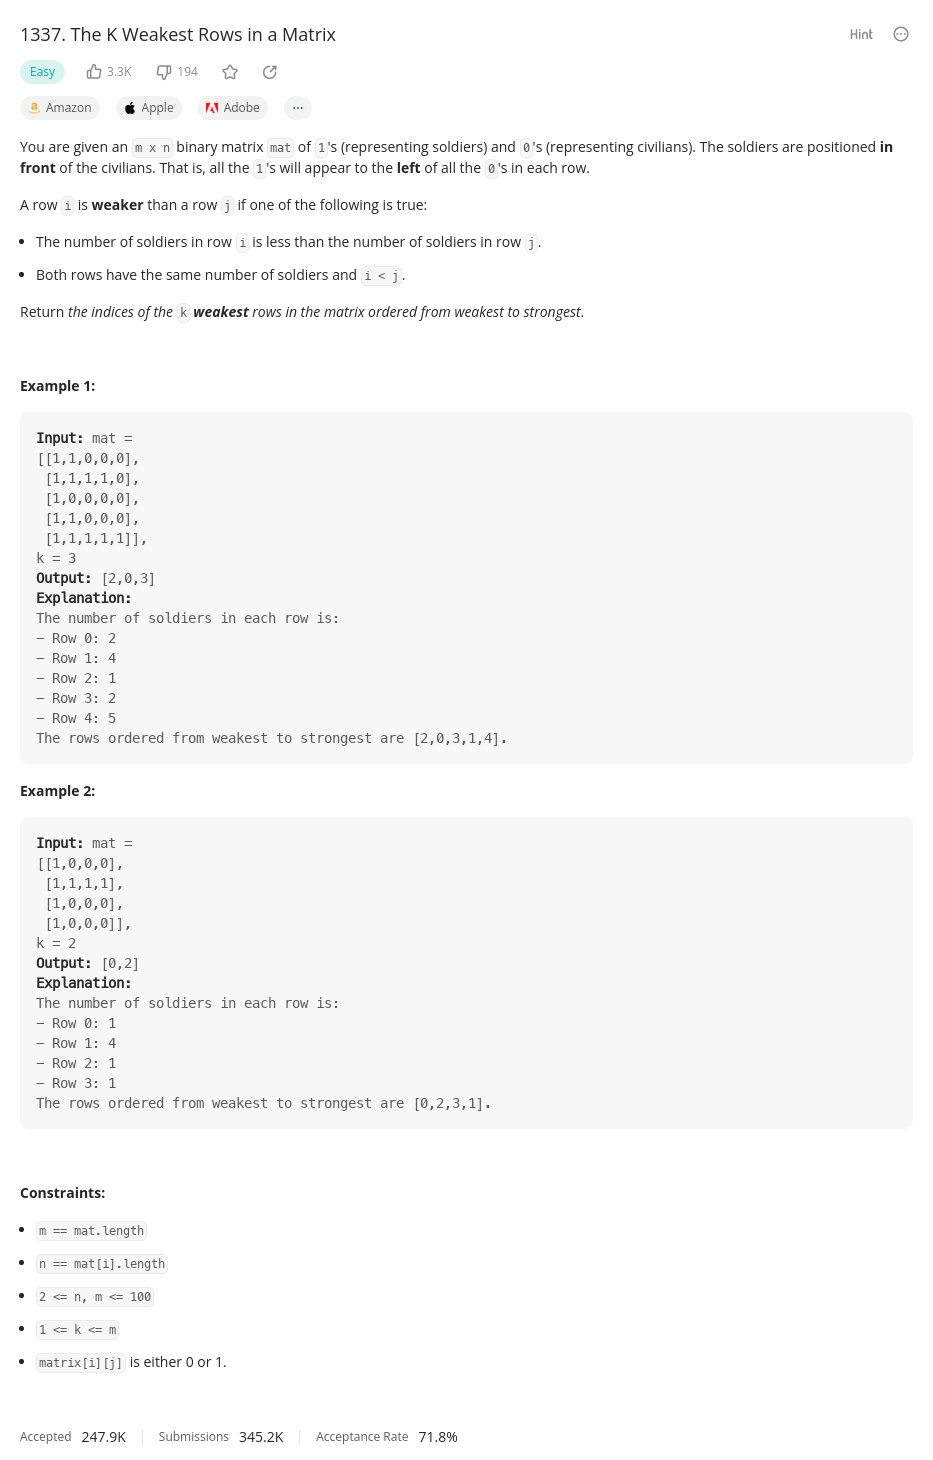 1337. The K Weakest Rows in a Matrix
Hint
Easy 3.3K 194
Amazon Apple Adobe ...
You are given an m x n binary matrix mat of 1's (representing soldiers) and 0's (representing civilians). The soldiers are positioned in
front of the civilians. That is, all the 1's will appear to the left of all the 0's in each row.
A row i is weaker than a row j if one of the following is true:
• The number of soldiers in row i is less than the number of soldiers in row j.
• Both rows have the same number of soldiers and i < j.
Return the indices of the k weakest rows in the matrix ordered from weakest to strongest.
Example 1:
Input: mat =
[[1,1,0,0,0],
 [1,1,1,1,0],
 [1,0,0,0,0],
 [1,1,0,0,0],
 [1,1,1,1,1]],
k = 3
Output: [2,0,3]
Explanation:
The number of soldiers in each row is:
– Row 0: 2
– Row 1: 4
– Row 2: 1
– Row 3: 2
– Row 4: 5
The rows ordered from weakest to strongest are [2,0,3,1,4].
Example 2:
Input: mat =
[[1,0,0,0],
 [1,1,1,1],
 [1,0,0,0],
 [1,0,0,0]],
k = 2
Output: [0,2]
Explanation:
The number of soldiers in each row is:
– Row 0: 1
– Row 1: 4
– Row 2: 1
– Row 3: 1
The rows ordered from weakest to strongest are [0,2,3,1].
Constraints:
• m == mat.length
• n == mat[i].length
• 2 <= n, m <= 100
• 1 <= k <= m
• matrix[i][j] is either 0 or 1.
Accepted 247.9K Submissions 345.2K Acceptance Rate 71.8%